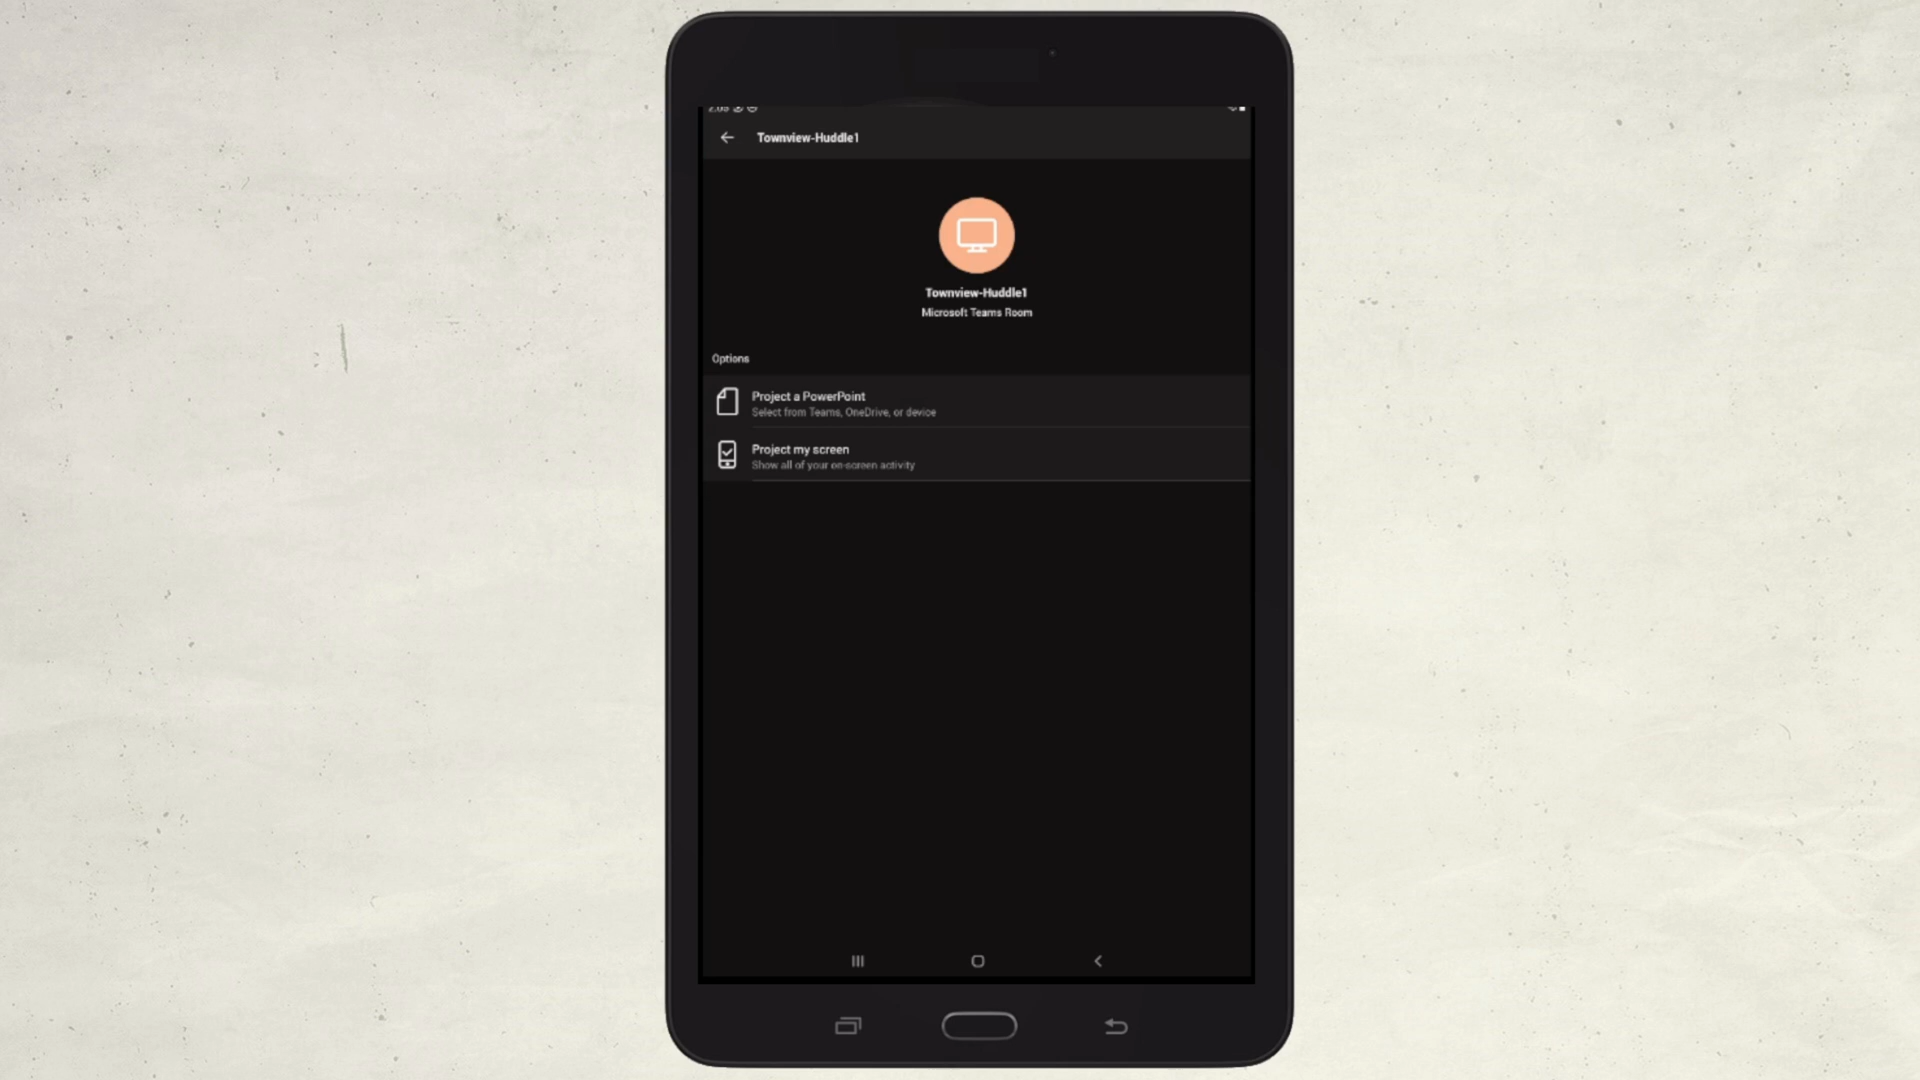 Townview-Huddle1
Townview-Huddle1
Microsoft Teams Room
Options
Project a PowerPoint
Select from Teams, OneDrive, or device
Project my screen
Show all of your on-screen activity